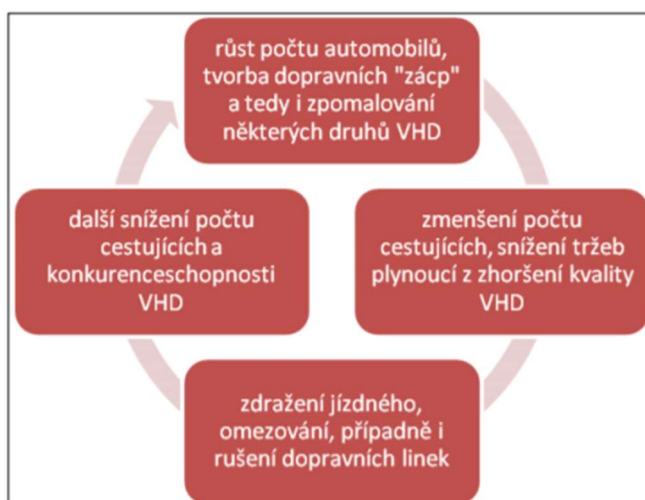 růst počtu automobilů,
tvorba dopravních "zácp"
a tedy i zpomalování
některých druhů VHD
zmenšení počtu
cestujících, snížení tržeb
plynoucí z zhoršení kvality
VHD
zdražení jízdného,
omezování, případně i
rušení dopravních linek
další snížení počtu
cestujících a
konkurenceschopnosti
VHD